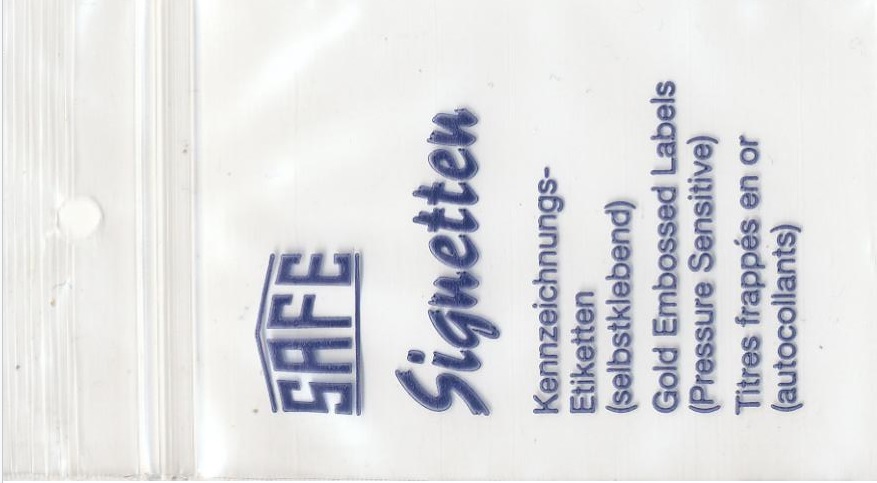 SAFE
Signetten
Kennzeichnungs-
Etiketten
(selbstklebend)
Gold Embossed Labels
(Pressure Sensitive)
Titres frappés en or
(autocollants)